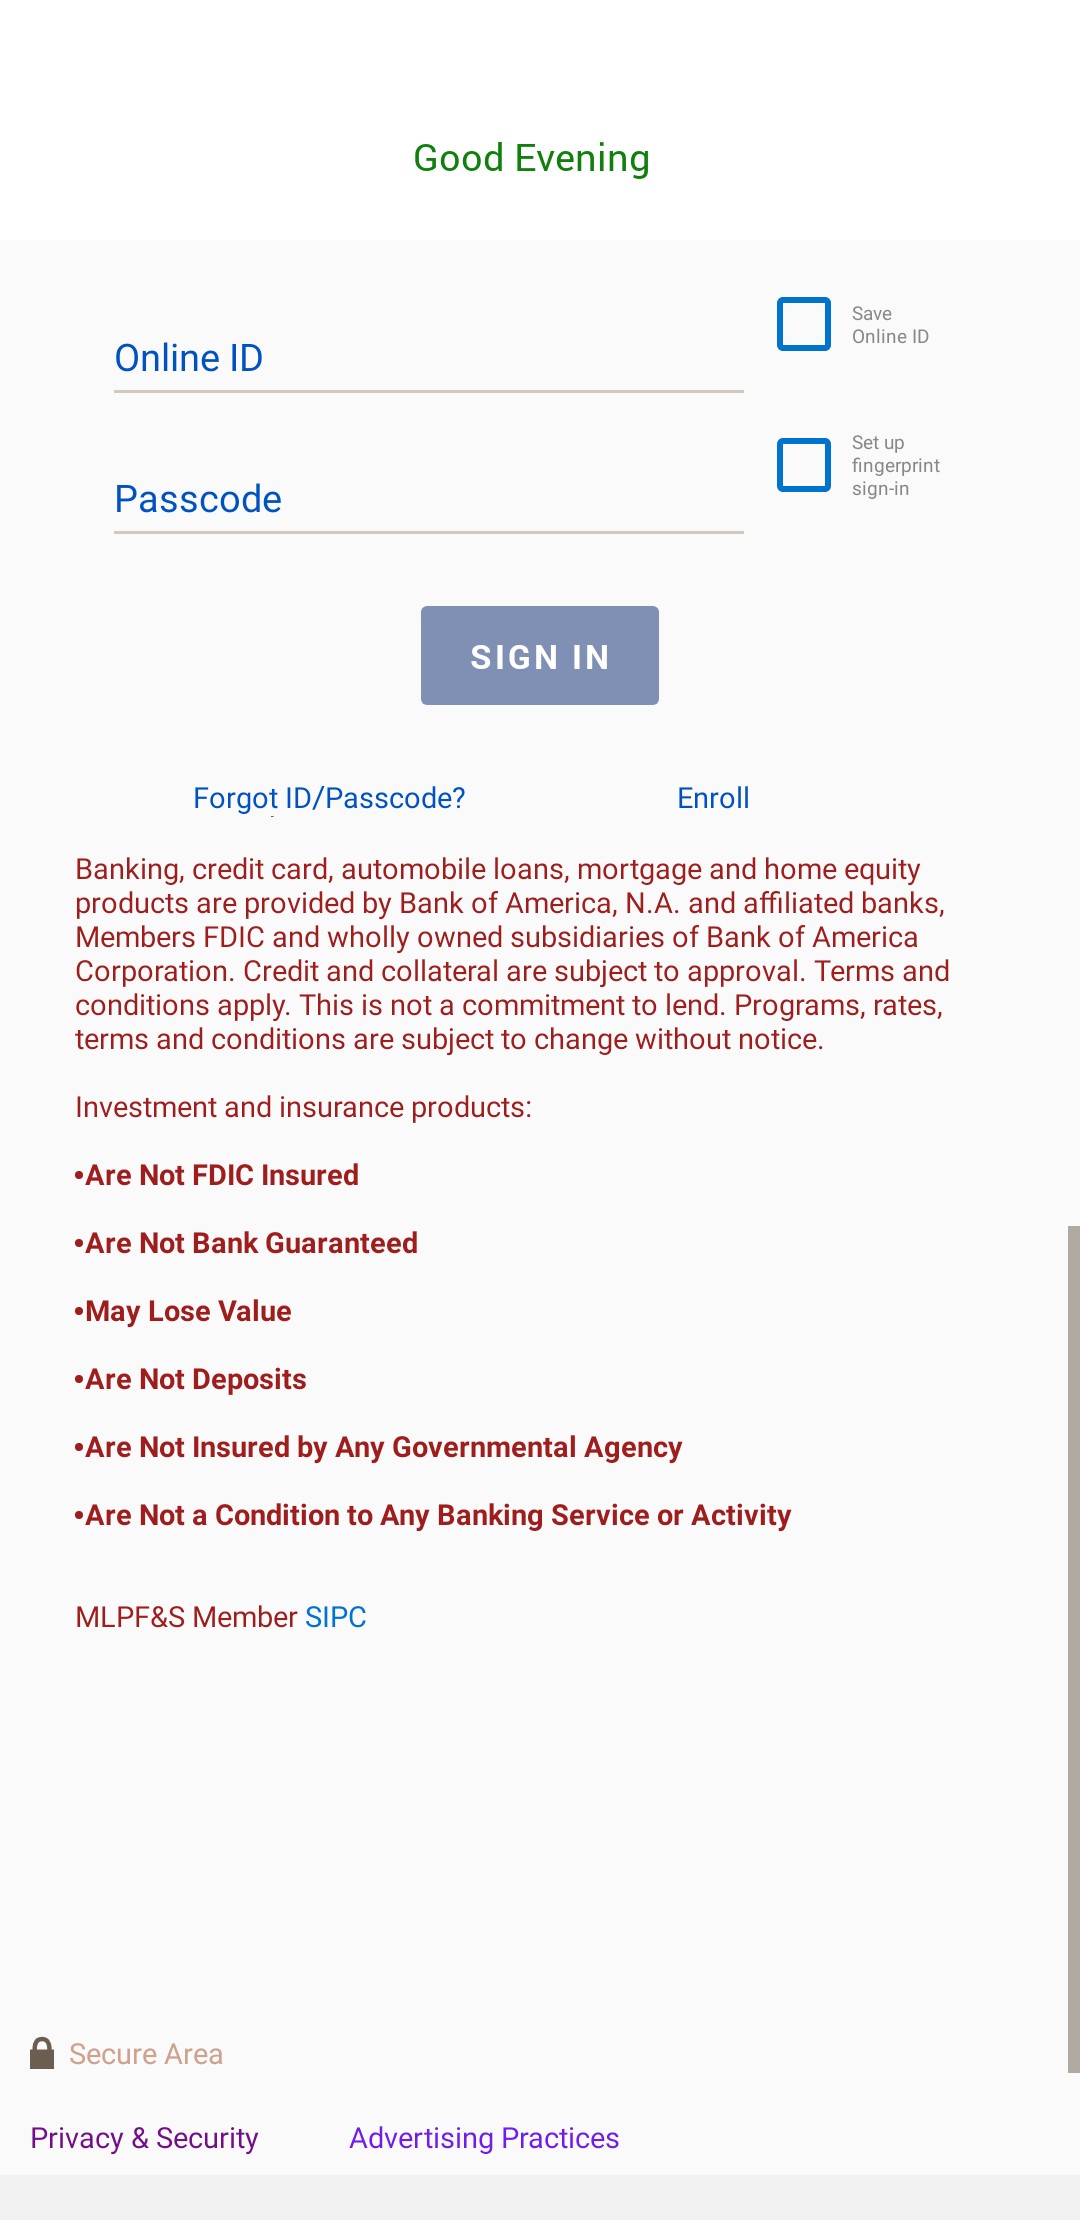 Good Evening
Online ID
Save
Online ID
Passcode
Set up
fingerprint
sign-in
SIGN IN
Forgot ID/Passcode?
Enroll
Banking, credit card, automobile loans, mortgage and home equity
products are provided by Bank of America, N.A. and affiliated banks,
Members FDIC and wholly owned subsidiaries of Bank of America
Corporation. Credit and collateral are subject to approval. Terms and
conditions apply. This is not a commitment to lend. Programs, rates,
terms and conditions are subject to change without notice.
Investment and insurance products:
•Are Not FDIC Insured
•Are Not Bank Guaranteed
•May Lose Value
•Are Not Deposits
•Are Not Insured by Any Governmental Agency
•Are Not a Condition to Any Banking Service or Activity
MLPF&S Member SIPC
Secure Area
Privacy & Security
Advertising Practices